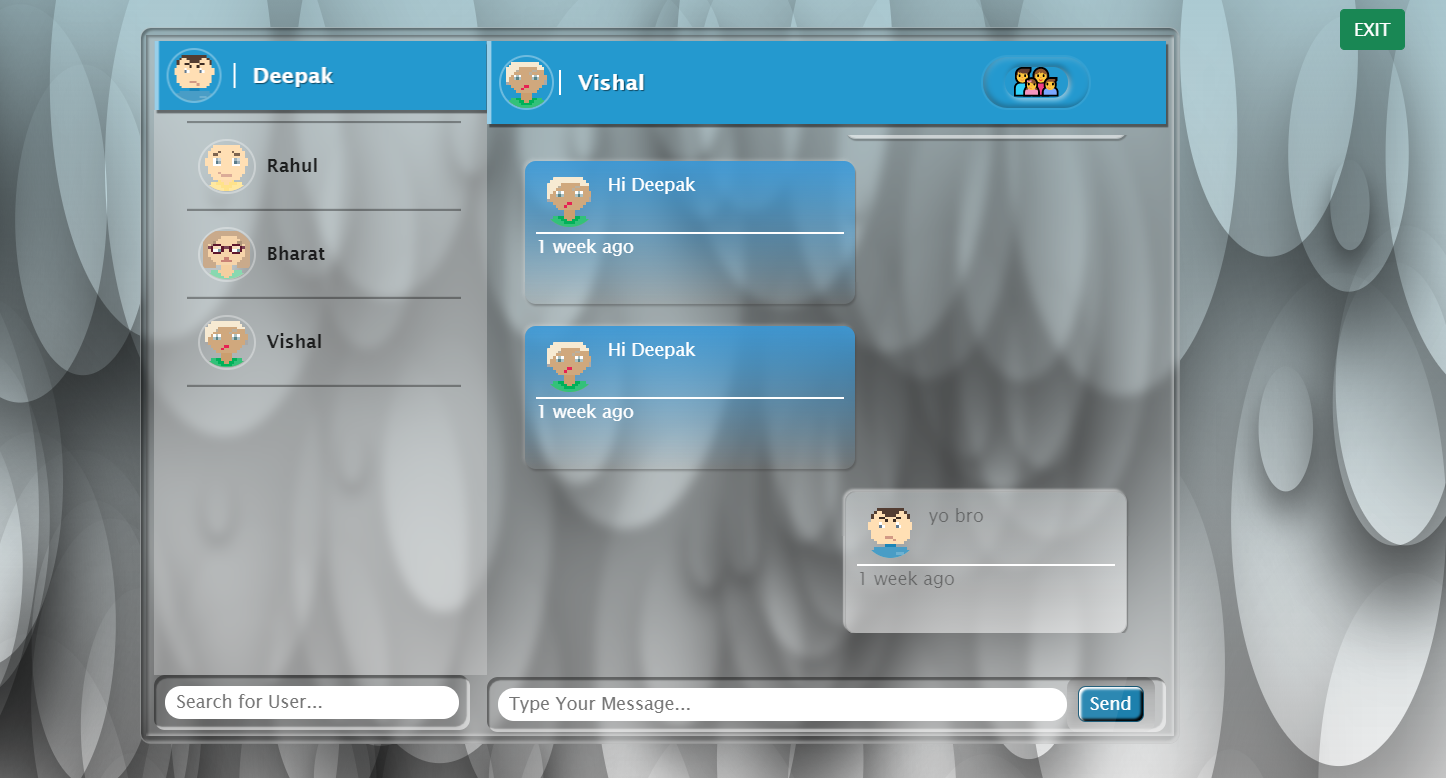 EXIT
Deepak
Vishal
Rahul
Bharat
Vishal
Hi Deepak
1 week ago
Hi Deepak
1 week ago
yo bro
1 week ago
Search for User...
Type Your Message...
Send